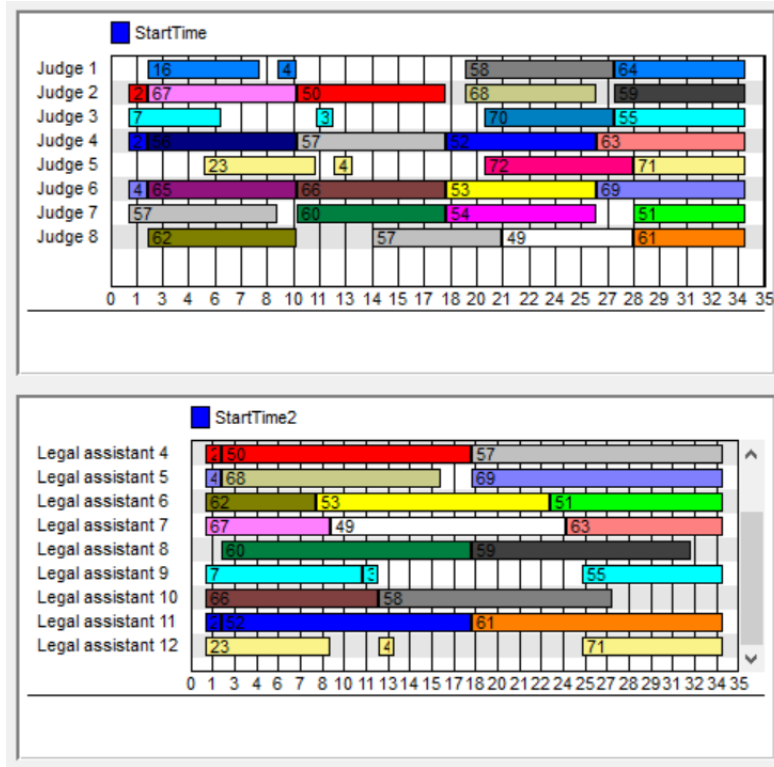 StartTime
Judge 1 16 4 58 64
Judge 2 2 67 50 68 59
Judge 3 7 3 70 55
Judge 4 2 56 57 52 63
Judge 5 23 4 72 71
Judge 6 4 65 66 53 69
Judge 7 57 60 54 51
Judge 8 62 57 49 61
0 1 3 4 6 7 8 10 11 13 14 15 17 18 20 21 22 24 25 27 28 29 31 32 34 35
StartTime2
Legal assistant 4 2 50 57
Legal assistant 5 4 68 69
Legal assistant 6 62 53 51
Legal assistant 7 67 49 63
Legal assistant 8 60 59
Legal assistant 9 7 3 55
Legal assistant 10 66 58
Legal assistant 11 2 52 61
Legal assistant 12 23 4 71
0 1 3 4 6 7 8 10 11 13 14 15 17 18 20 21 22 24 25 27 28 29 31 32 34 35